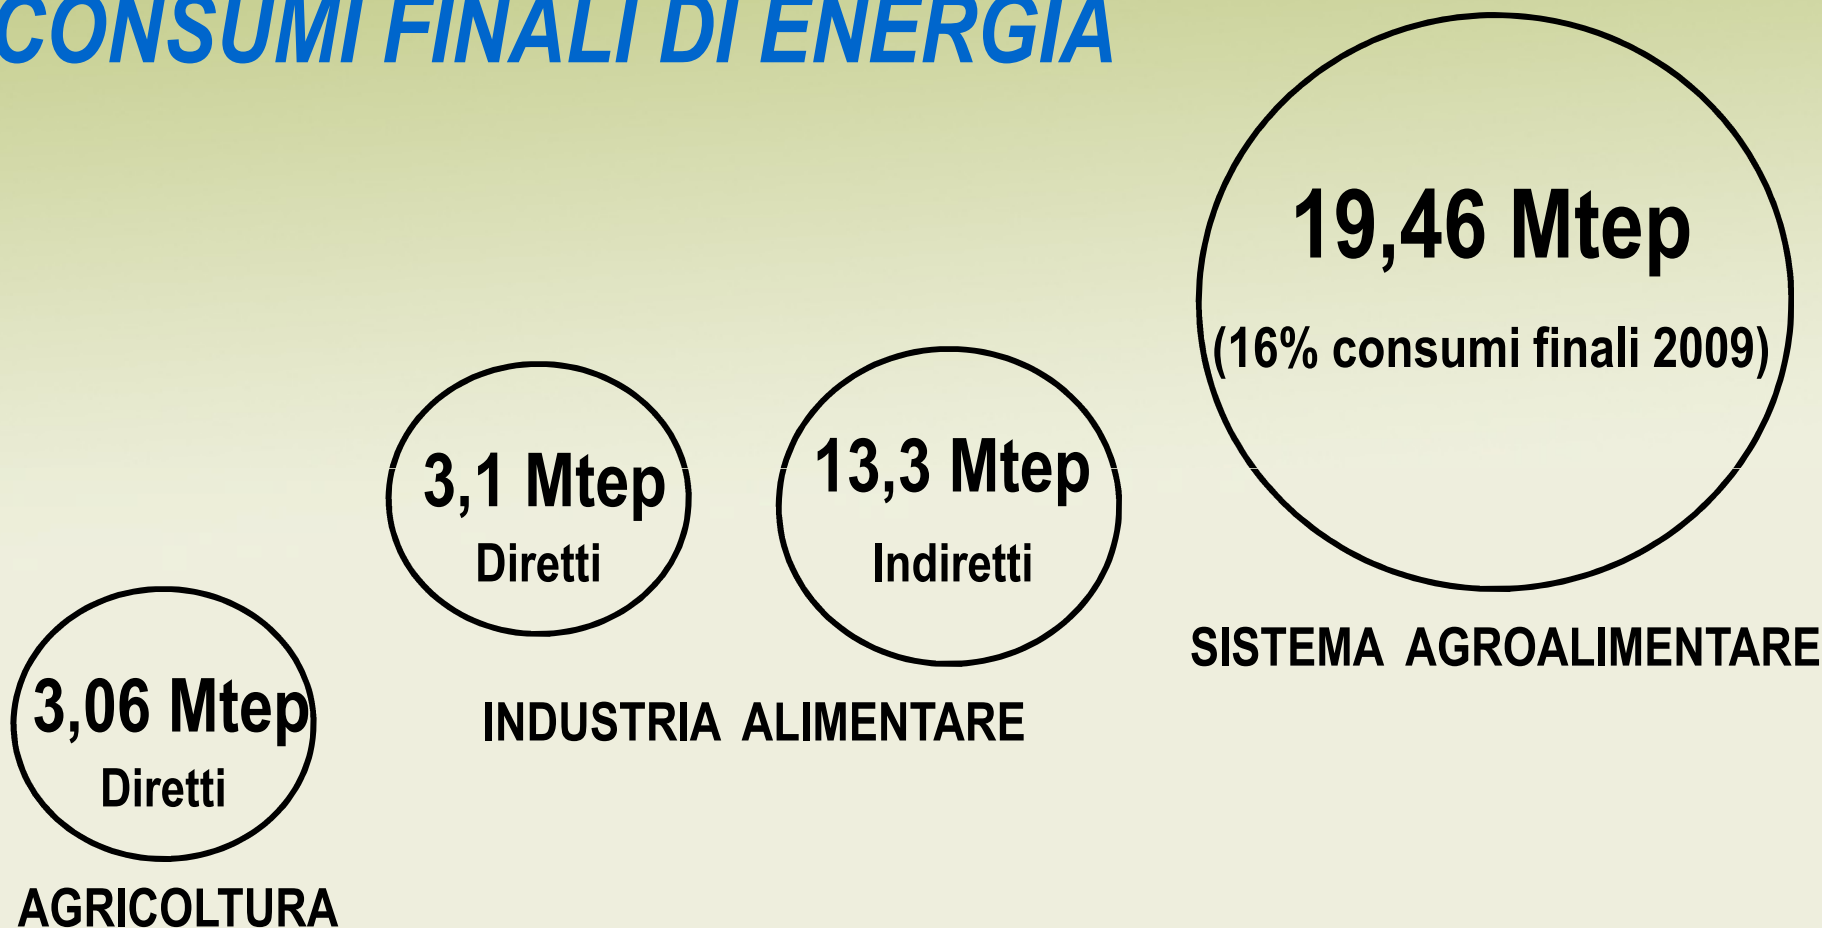 CONSUMI FINALI DI ENERGIA
19,46 Mtep
(16% consumi finali 2009)
SISTEMA AGROALIMENTARE
3,1 Mtep
Diretti
13,3 Mtep
Indiretti
INDUSTRIA ALIMENTARE
3,06 Mtep
Diretti
AGRICOLTURA